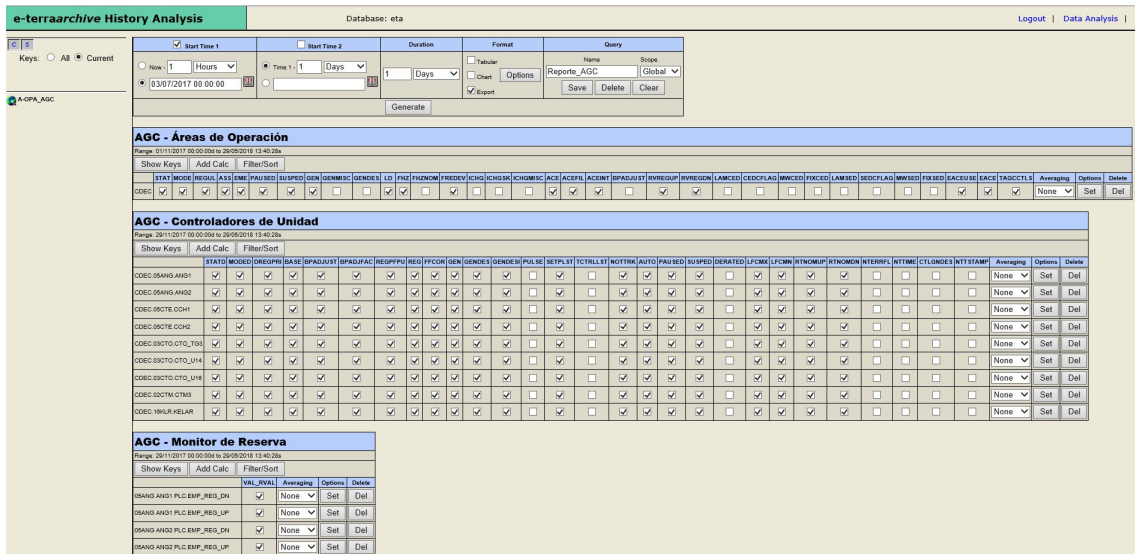 e-terraarchive History Analysis Database: eta Logout | Data Analysis |
C S
Keys: All Current
A-OPA_AGC
Start Time 1 Start Time 2 Duration Format Query
Now - 1 Hours Time 1 - 1 Days 1 Days Tabular Name Scope
03/07/2017 00:00:00 Chart Options Reporte_AGC Global
Export Save Delete Clear
Generate
AGC - Áreas de Operación
Range: 01/11/2017 00:00:00d to 29/05/2018 13:40:28s
Show Keys Add Calc Filter/Sort
STAT MODE REGUL ASS EME PAUSED SUSPED GEN GENMISC GENDES LD FHZ FHZNOM FREDEV ICHG ICHGSK ICHGMISC ACE ACEFIL ACEINT BPADJUST RVREGUP RVREGDN LAMCED CEDCFLAG MWCED FIXCED LAMSED SEDCFLAG MWSED FIXSED EACEUSE EACE TAGCCTLS Averaging Options Delete
CDEC None Set Del
AGC - Controladores de Unidad
Range: 29/11/2017 00:00:00d to 29/05/2018 13:40:28s
Show Keys Add Calc Filter/Sort
STATD MODED DREGPRI BASE BPADJUST BPADJFAC REGPFPU REG FFCOR GEN GENDES GENDESI PULSE SETPLST TCTRLLST NOTTRK AUTO PAUSED SUSPED DERATED LFCMX LFCMN RTNOMUP RTNOMDN NTERRFL NTTIME CTLGNDES NTTSTAMP Averaging Options Delete
CDEC.05ANG.ANG1 None Set Del
CDEC.05ANG.ANG2 None Set Del
CDEC.05CTE.CCH1 None Set Del
CDEC.05CTE.CCH2 None Set Del
CDEC.03CTO.CTO_TG3 None Set Del
CDEC.03CTO.CTO_U14 None Set Del
CDEC.03CTO.CTO_U16 None Set Del
CDEC.02CTM.CTM3 None Set Del
CDEC.16KLR.KELAR None Set Del
AGC - Monitor de Reserva
Range: 29/11/2017 00:00:00d to 29/05/2018 13:40:28s
Show Keys Add Calc Filter/Sort
VAL_RVAL Averaging Options Delete
05ANG ANG1 PLC.EMP_REG_DN None Set Del
05ANG ANG1 PLC.EMP_REG_UP None Set Del
05ANG ANG2 PLC.EMP_REG_DN None Set Del
05ANG ANG2 PLC.EMP_REG_UP None Set Del